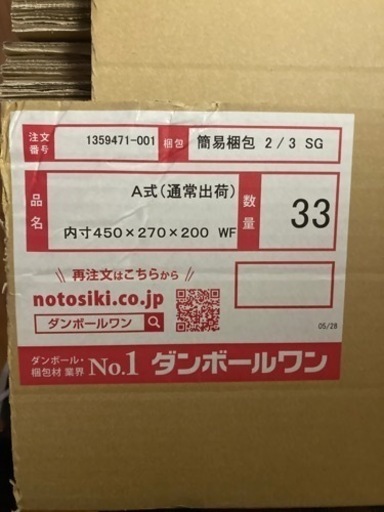 注文番号 1359471-001 梱包 簡易梱包 2/3 SG
品名 A式(通常出荷) 数量 33
内寸450×270×200 WF
再注文はこちらから
notosiki.co.jp
ダンボールワン
05/28
ダンボール・梱包材 業界 No.1 ダンボールワン